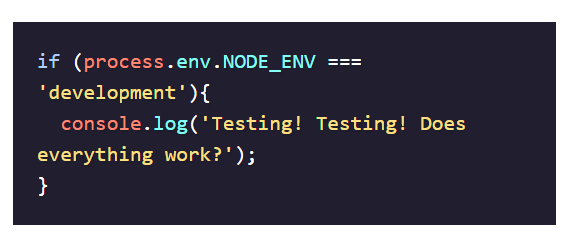 if (process.env.NODE_ENV ===
'development'){
  console.log('Testing! Testing! Does
everything work?');
}